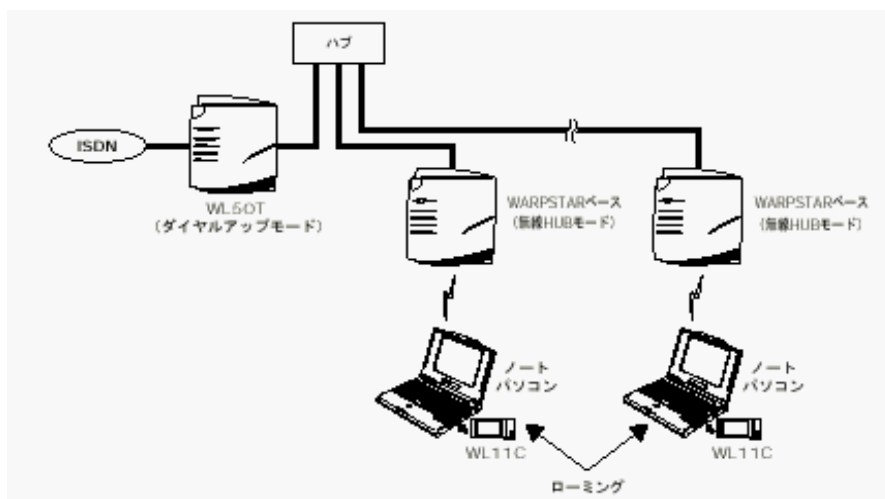 ハブ
ISDN
WL50T
(ダイヤルアップモード)
WARPSTARベース
(無線HUBモード)
WARPSTARベース
(無線HUBモード)
ノート
パソコン
WL11C
ノート
パソコン
WL11C
ローミング